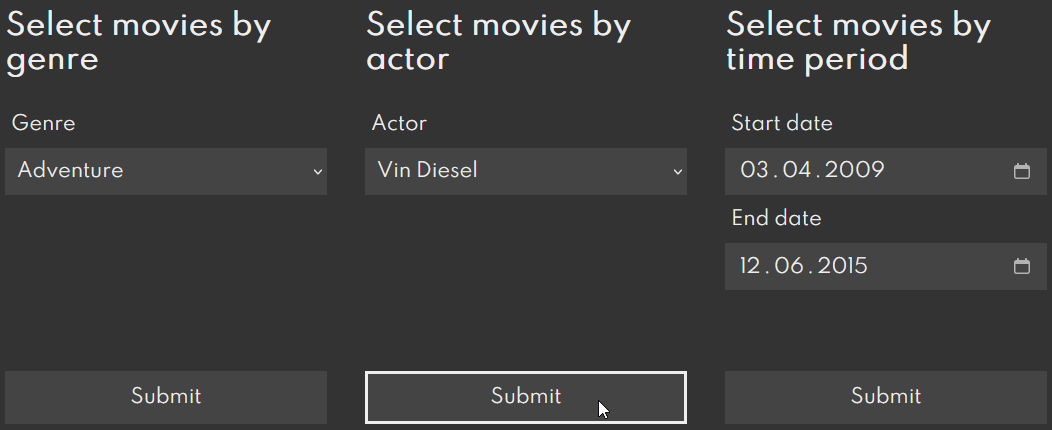 Select movies by
genre
Genre
Adventure
Submit
Select movies by
actor
Actor
Vin Diesel
Submit
Select movies by
time period
Start date
03.04.2009
End date
12.06.2015
Submit